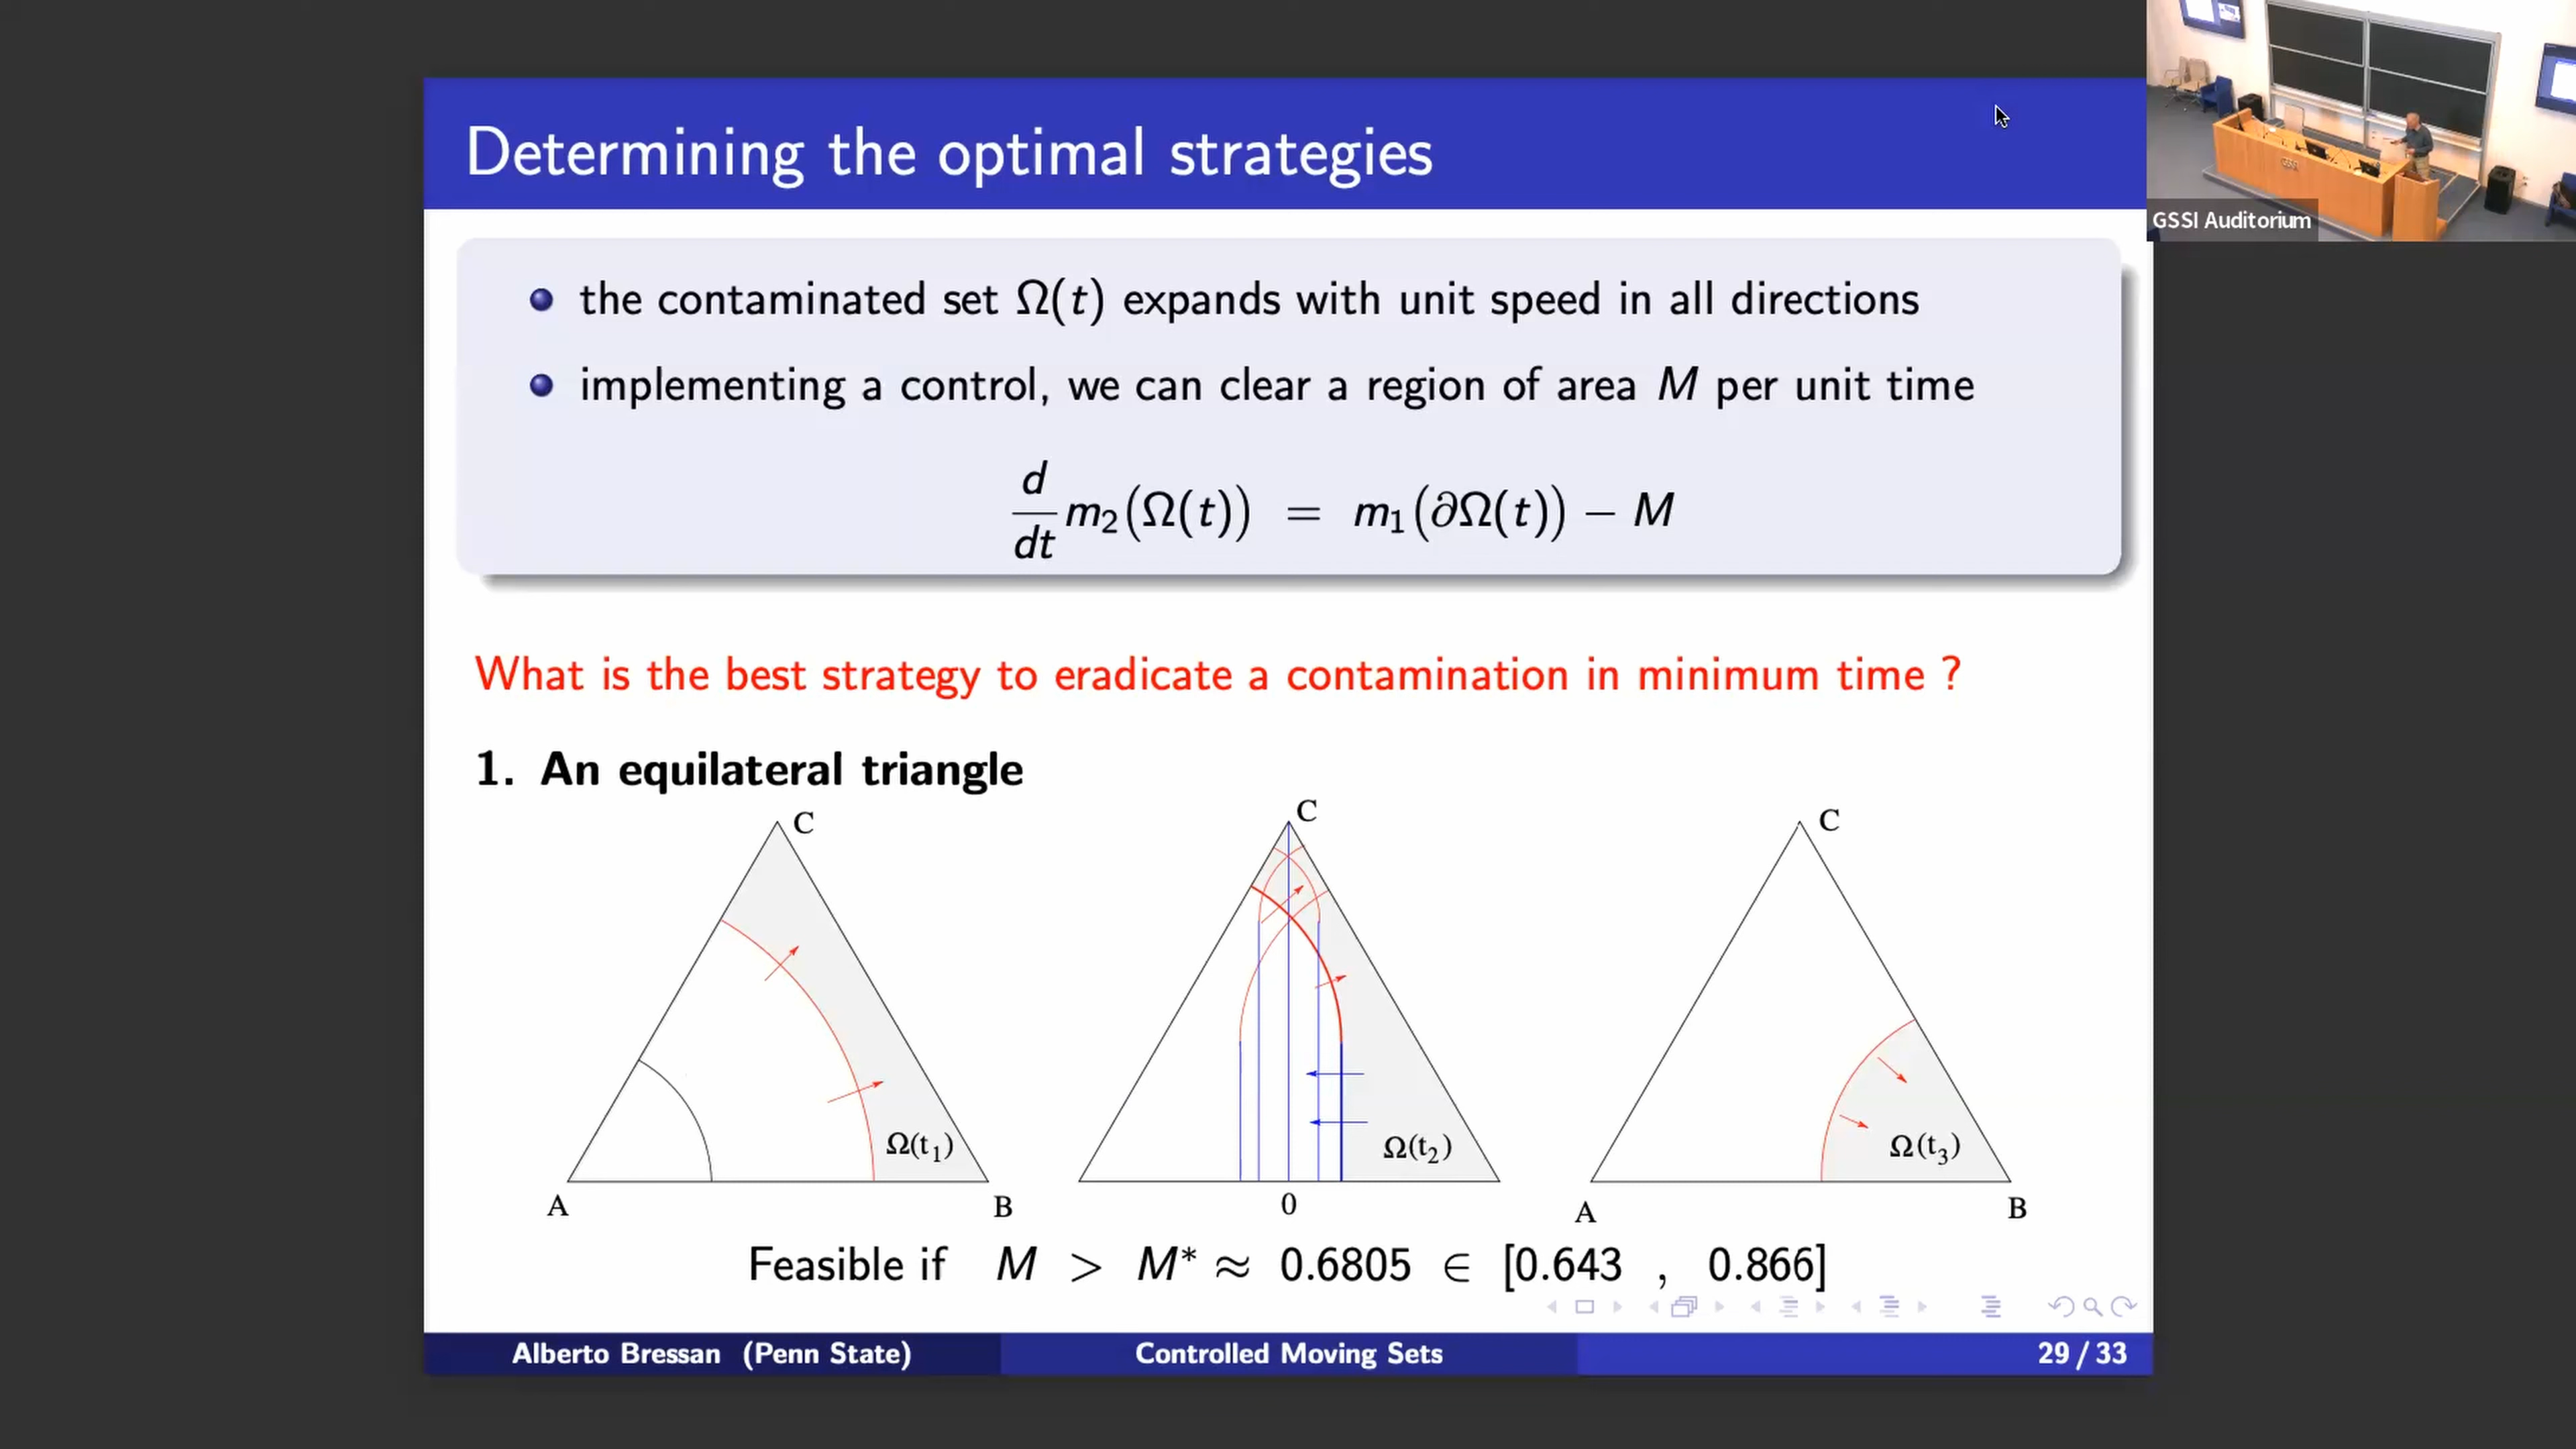 Determining the optimal strategies
GSSI Auditorium
the contaminated set Ω(t) expands with unit speed in all directions
implementing a control, we can clear a region of area M per unit time
d/dt m₂(Ω(t)) = m₁(∂Ω(t)) − M
What is the best strategy to eradicate a contamination in minimum time ?
1. An equilateral triangle
C
A
B
Ω(t₁)
C
0
Ω(t₂)
C
A
B
Ω(t₃)
Feasible if M > M* ≈ 0.6805 ∈ [0.643 , 0.866]
Alberto Bressan (Penn State)
Controlled Moving Sets
29 / 33